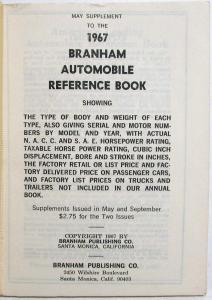 MAY SUPPLEMENT
TO THE
1967
BRANHAM
AUTOMOBILE
REFERENCE BOOK
SHOWING
THE TYPE OF BODY AND WEIGHT OF EACH
TYPE, ALSO GIVING SERIAL AND MOTOR NUM-
BERS BY MODEL AND YEAR, WITH ACTUAL
N. A. C. C. AND S. A. E. HORSEPOWER RATING,
TAXABLE HORSE POWER RATING, CUBIC INCH
DISPLACEMENT, BORE AND STROKE IN INCHES,
THE FACTORY RETAIL OR LIST PRICE AND FAC-
TORY DELIVERED PRICE ON PASSENGER CARS,
AND FACTORY LIST PRICES ON TRUCKS AND
TRAILERS NOT INCLUDED IN OUR ANNUAL
BOOK.
Supplements Issued in May and September
$2.75 for the Two Issues
COPYRIGHT 1967 BY
BRANHAM PUBLISHING CO.
SANTA MONICA, CALIFORNIA
BRANHAM PUBLISHING CO.
2450 Wilshire Boulevard
Santa Monica, Calif. 90403